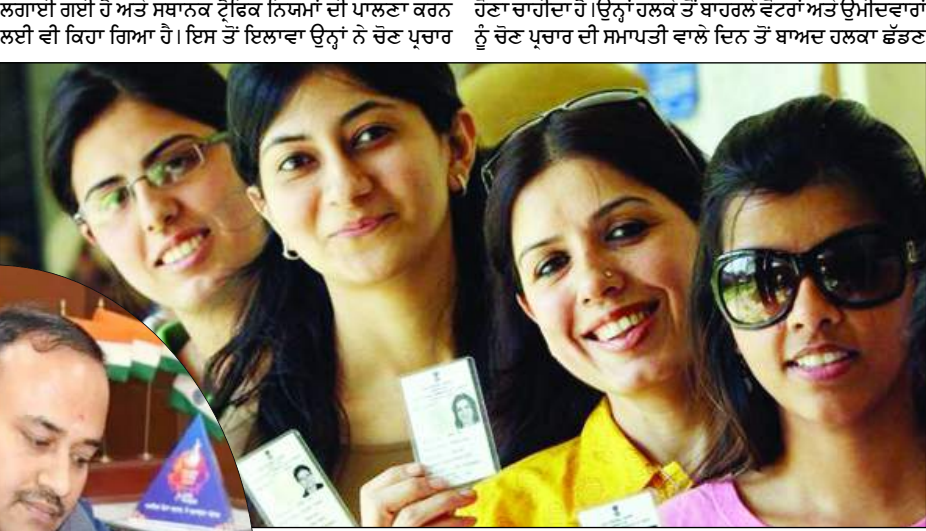 ਲਗਾਈ ਗਈ ਹੈ ਅਤੇ ਸਥਾਨਕ ਟ੍ਰੈਫਿਕ ਨਿਯਮਾਂ ਦੀ ਪਾਲਣਾ ਕਰਨ
ਲਈ ਵੀ ਕਿਹਾ ਗਿਆ ਹੈ। ਇਸ ਤੋਂ ਇਲਾਵਾ ਉਨ੍ਹਾਂ ਨੇ ਚੋਣ ਪ੍ਰਚਾਰ
ਹੋਣਾ ਚਾਹੀਦਾ ਹੈ।ਉਨ੍ਹਾਂ ਹਲਕੇ ਤੋਂ ਬਾਹਰਲੇ ਵੋਟਰਾਂ ਅਤੇ ਉਮੀਦਵਾਰਾਂ
ਨੂੰ ਚੋਣ ਪ੍ਰਚਾਰ ਦੀ ਸਮਾਪਤੀ ਵਾਲੇ ਦਿਨ ਤੋਂ ਬਾਅਦ ਹਲਕਾ ਛੱਡਣ